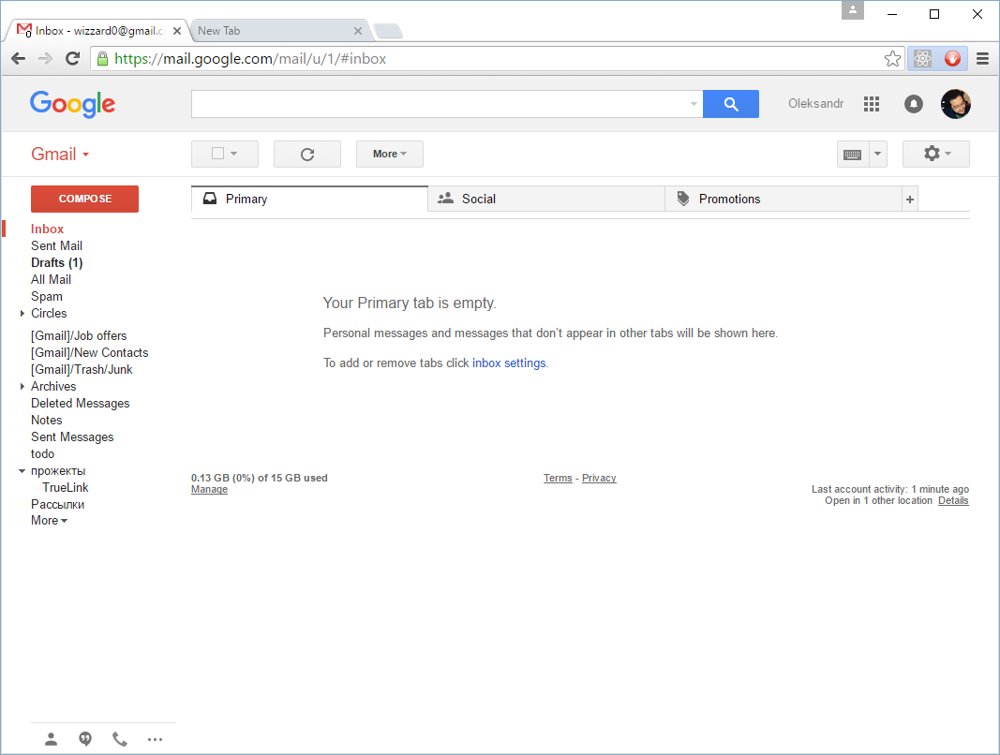 Inbox - wizzard0@gmail.c
New Tab
https://mail.google.com/mail/u/1/#inbox
Google
Oleksandr
Gmail
More
COMPOSE
Primary
Social
Promotions
+
Inbox
Sent Mail
Drafts (1)
All Mail
Spam
Circles
[Gmail]/Job offers
[Gmail]/New Contacts
[Gmail]/Trash/Junk
Archives
Deleted Messages
Notes
Sent Messages
todo
прожекты
TrueLink
Рассылки
More
Your Primary tab is empty.
Personal messages and messages that don’t appear in other tabs will be shown here.
To add or remove tabs click inbox settings.
0.13 GB (0%) of 15 GB used
Manage
Terms - Privacy
Last account activity: 1 minute ago
Open in 1 other location Details